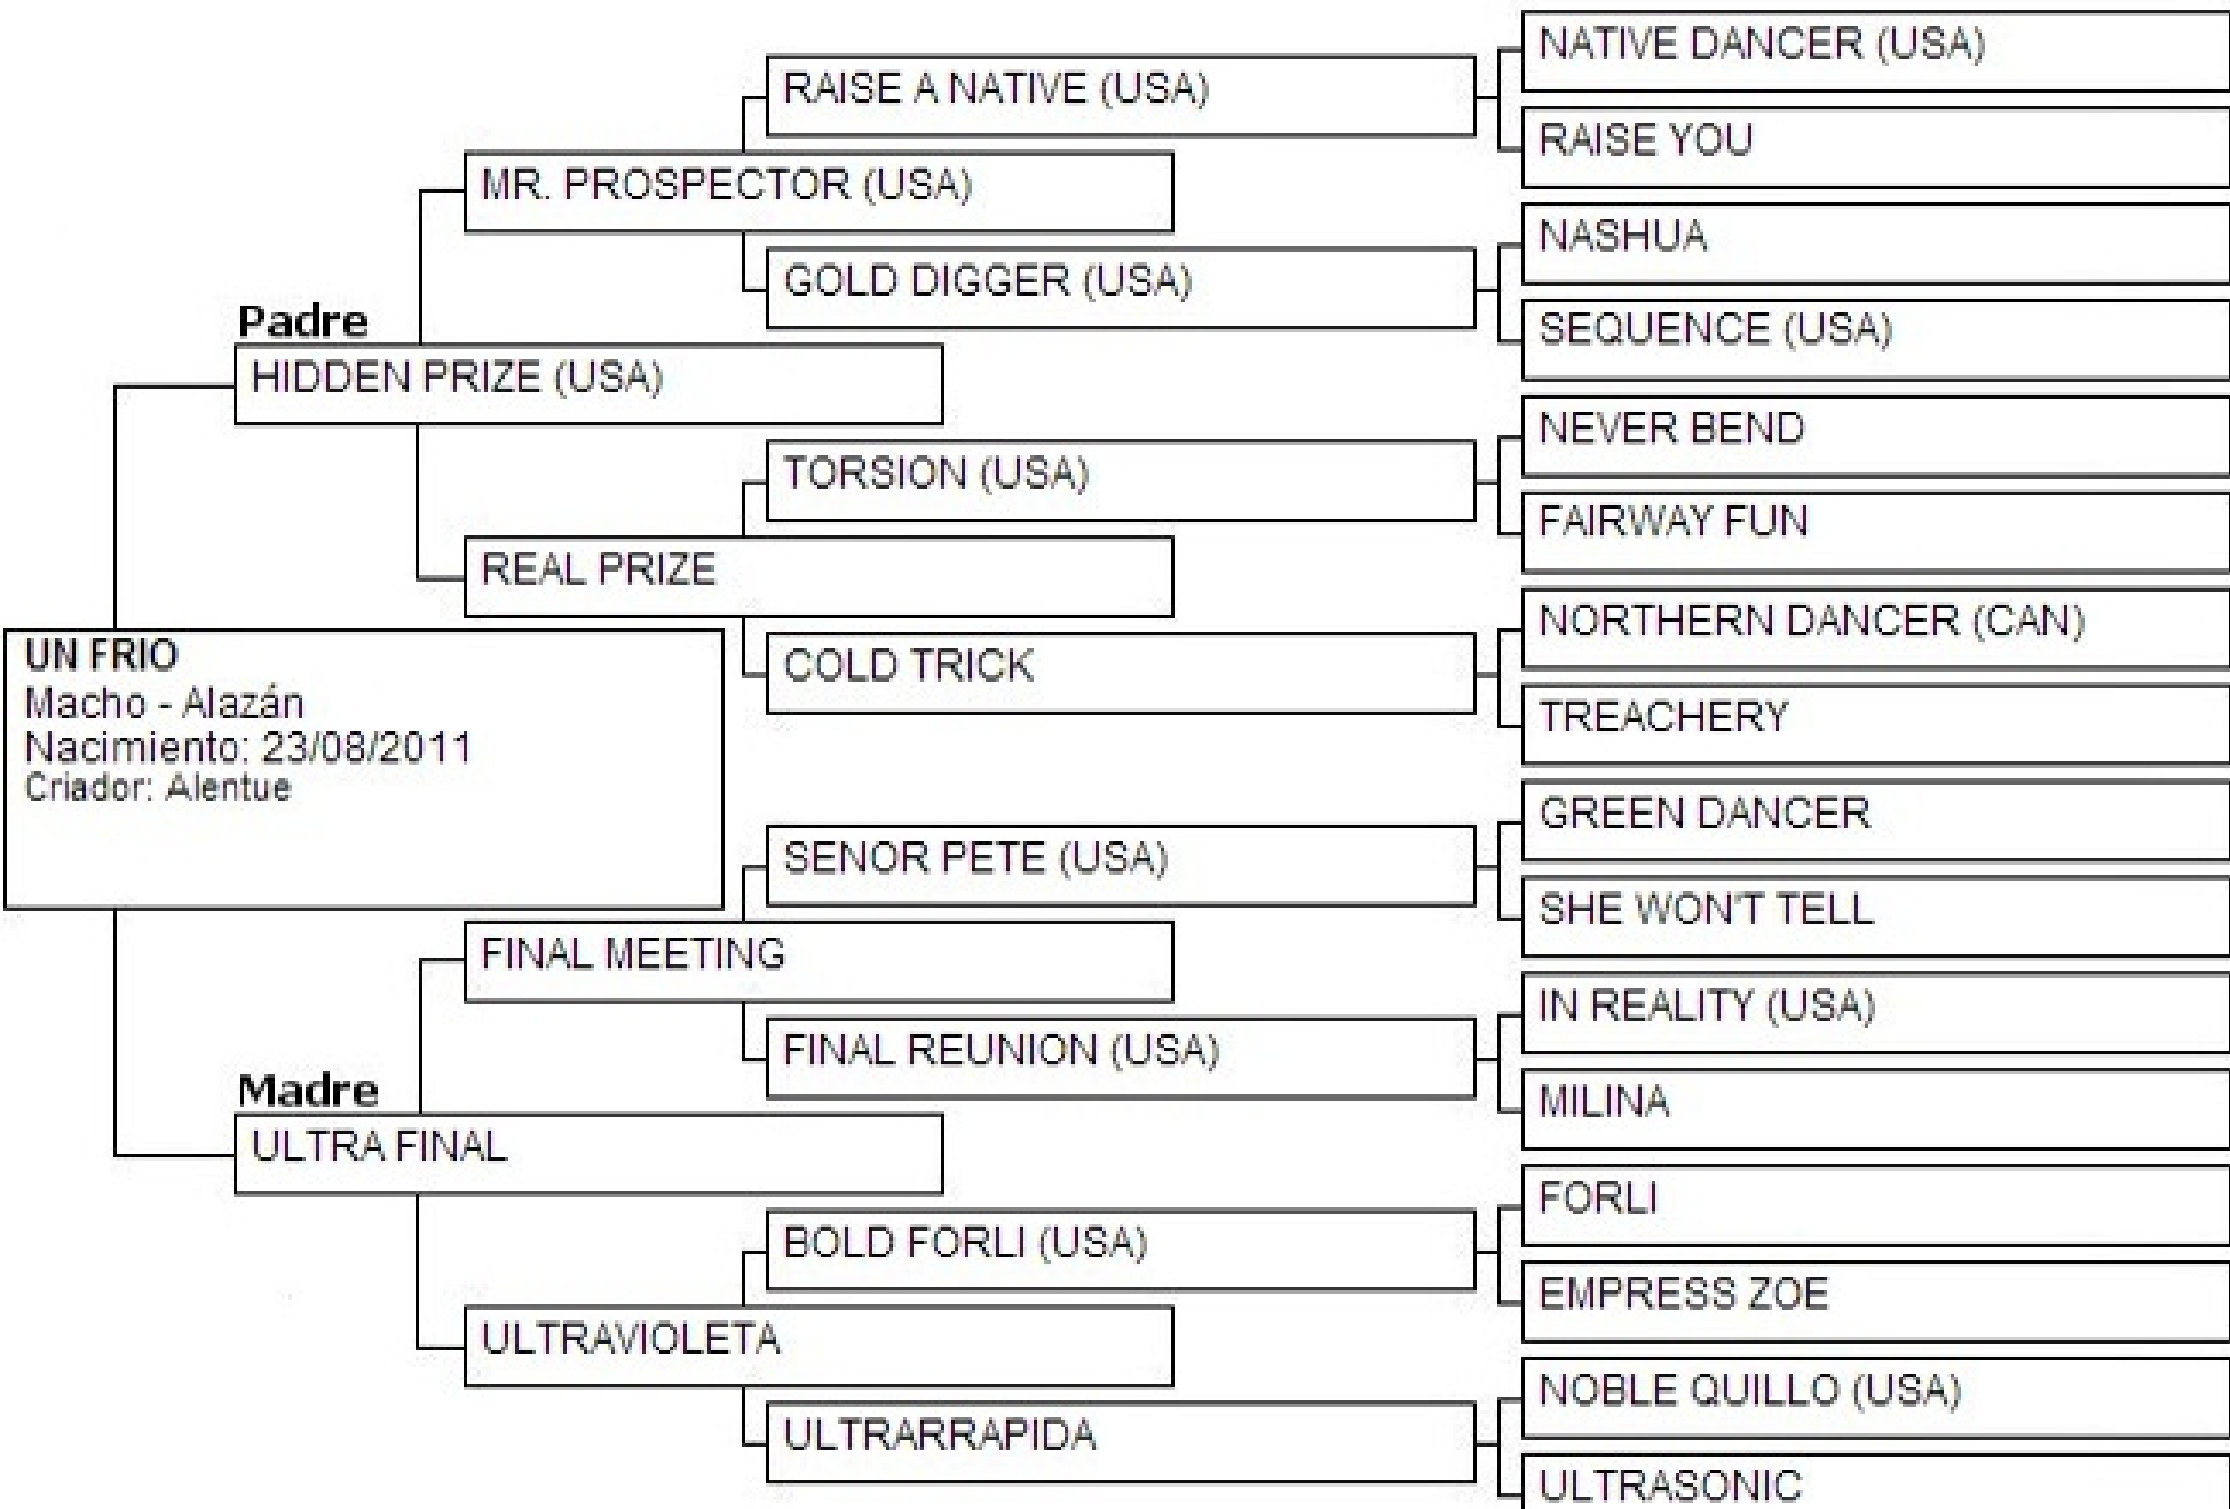 NATIVE DANCER (USA)
RAISE A NATIVE (USA)
RAISE YOU
MR. PROSPECTOR (USA)
NASHUA
GOLD DIGGER (USA)
SEQUENCE (USA)
Padre
HIDDEN PRIZE (USA)
NEVER BEND
TORSION (USA)
FAIRWAY FUN
REAL PRIZE
NORTHERN DANCER (CAN)
COLD TRICK
TREACHERY
UN FRIO
Macho - Alazán
Nacimiento: 23/08/2011
Criador: Alentue
GREEN DANCER
SENOR PETE (USA)
SHE WON'T TELL
FINAL MEETING
IN REALITY (USA)
FINAL REUNION (USA)
MILINA
Madre
ULTRA FINAL
FORLI
BOLD FORLI (USA)
EMPRESS ZOE
ULTRAVIOLETA
NOBLE QUILLO (USA)
ULTRARRAPIDA
ULTRASONIC